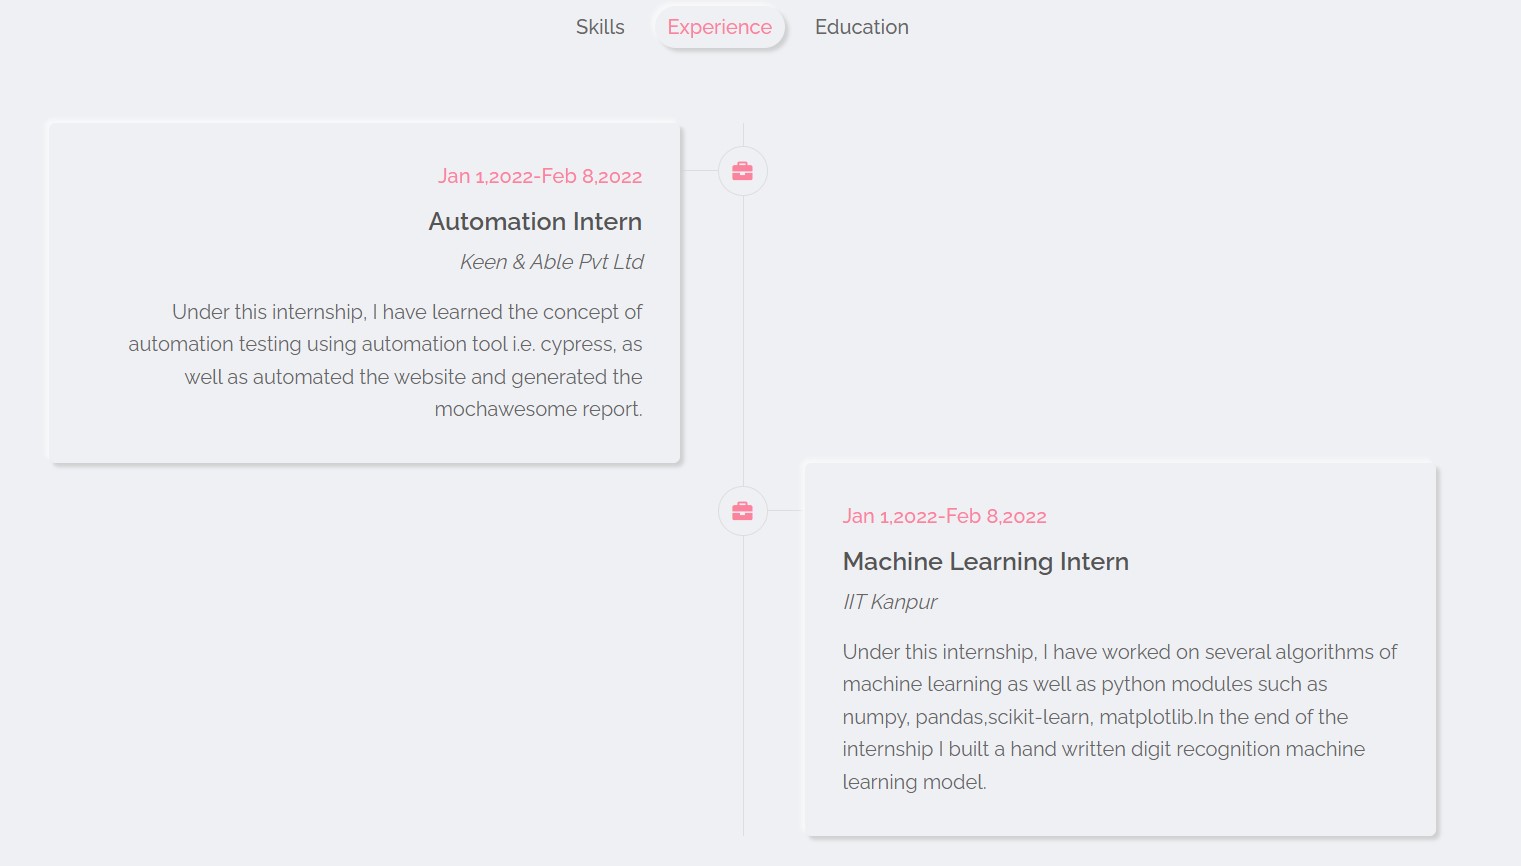 Skills
Experience
Education
Jan 1,2022-Feb 8,2022
Automation Intern
Keen & Able Pvt Ltd
Under this internship, I have learned the concept of
automation testing using automation tool i.e. cypress, as
well as automated the website and generated the
mochawesome report.
Jan 1,2022-Feb 8,2022
Machine Learning Intern
IIT Kanpur
Under this internship, I have worked on several algorithms of
machine learning as well as python modules such as
numpy, pandas,scikit-learn, matplotlib.In the end of the
internship I built a hand written digit recognition machine
learning model.